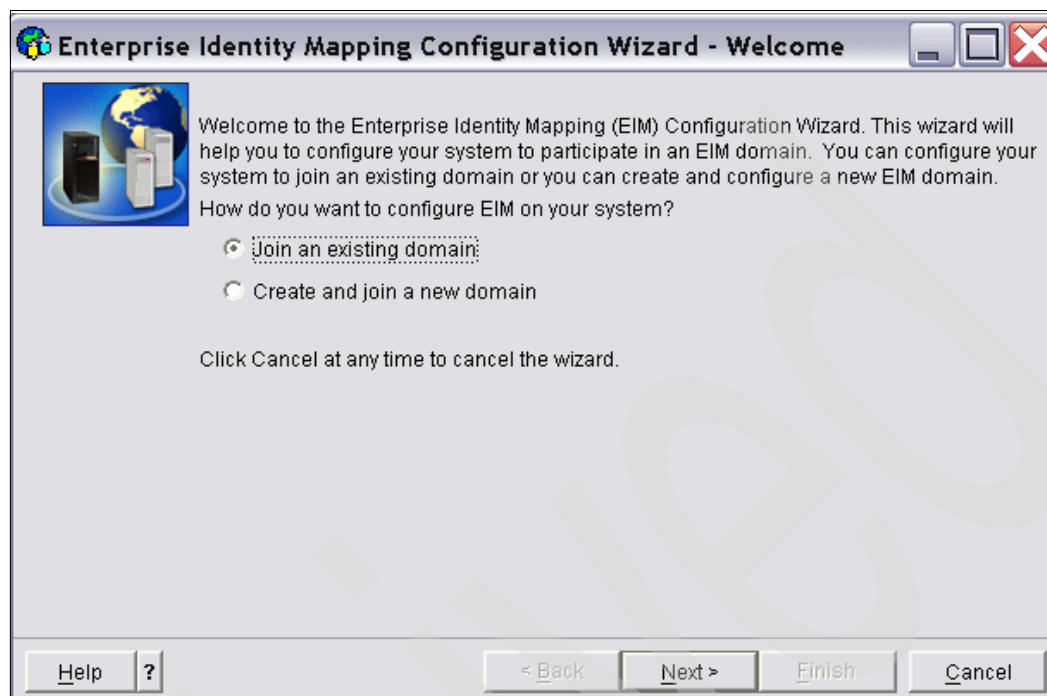 Enterprise Identity Mapping Configuration Wizard - Welcome
Welcome to the Enterprise Identity Mapping (EIM) Configuration Wizard. This wizard will
help you to configure your system to participate in an EIM domain. You can configure your
system to join an existing domain or you can create and configure a new EIM domain.
How do you want to configure EIM on your system?
Join an existing domain
Create and join a new domain
Click Cancel at any time to cancel the wizard.
Help ? < Back Next > Finish Cancel